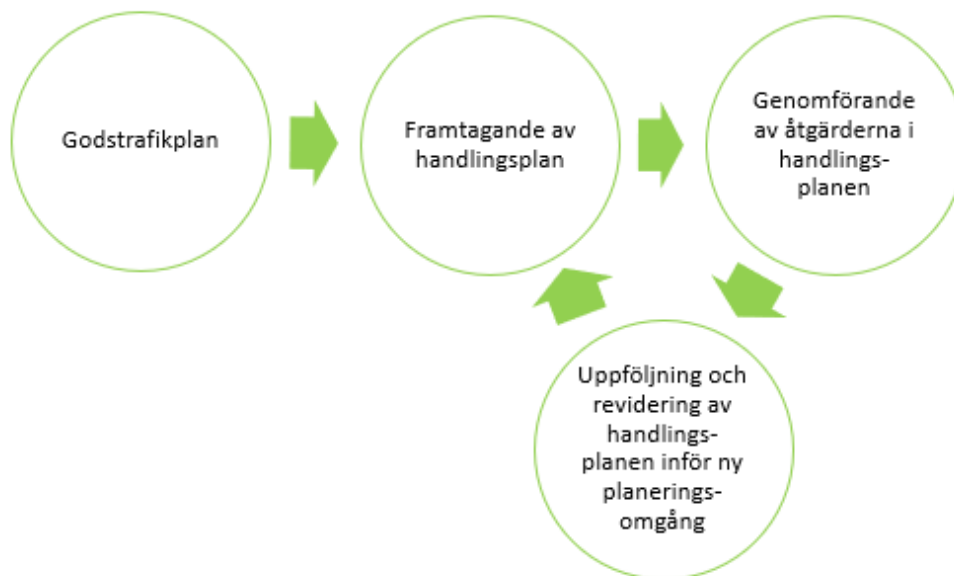 Godstrafikplan
Framtagande av
handlingsplan
Genomförande
av åtgärderna i
handlings-
planen
Uppföljning och
revidering av
handlings-
planen inför ny
planerings-
omgång